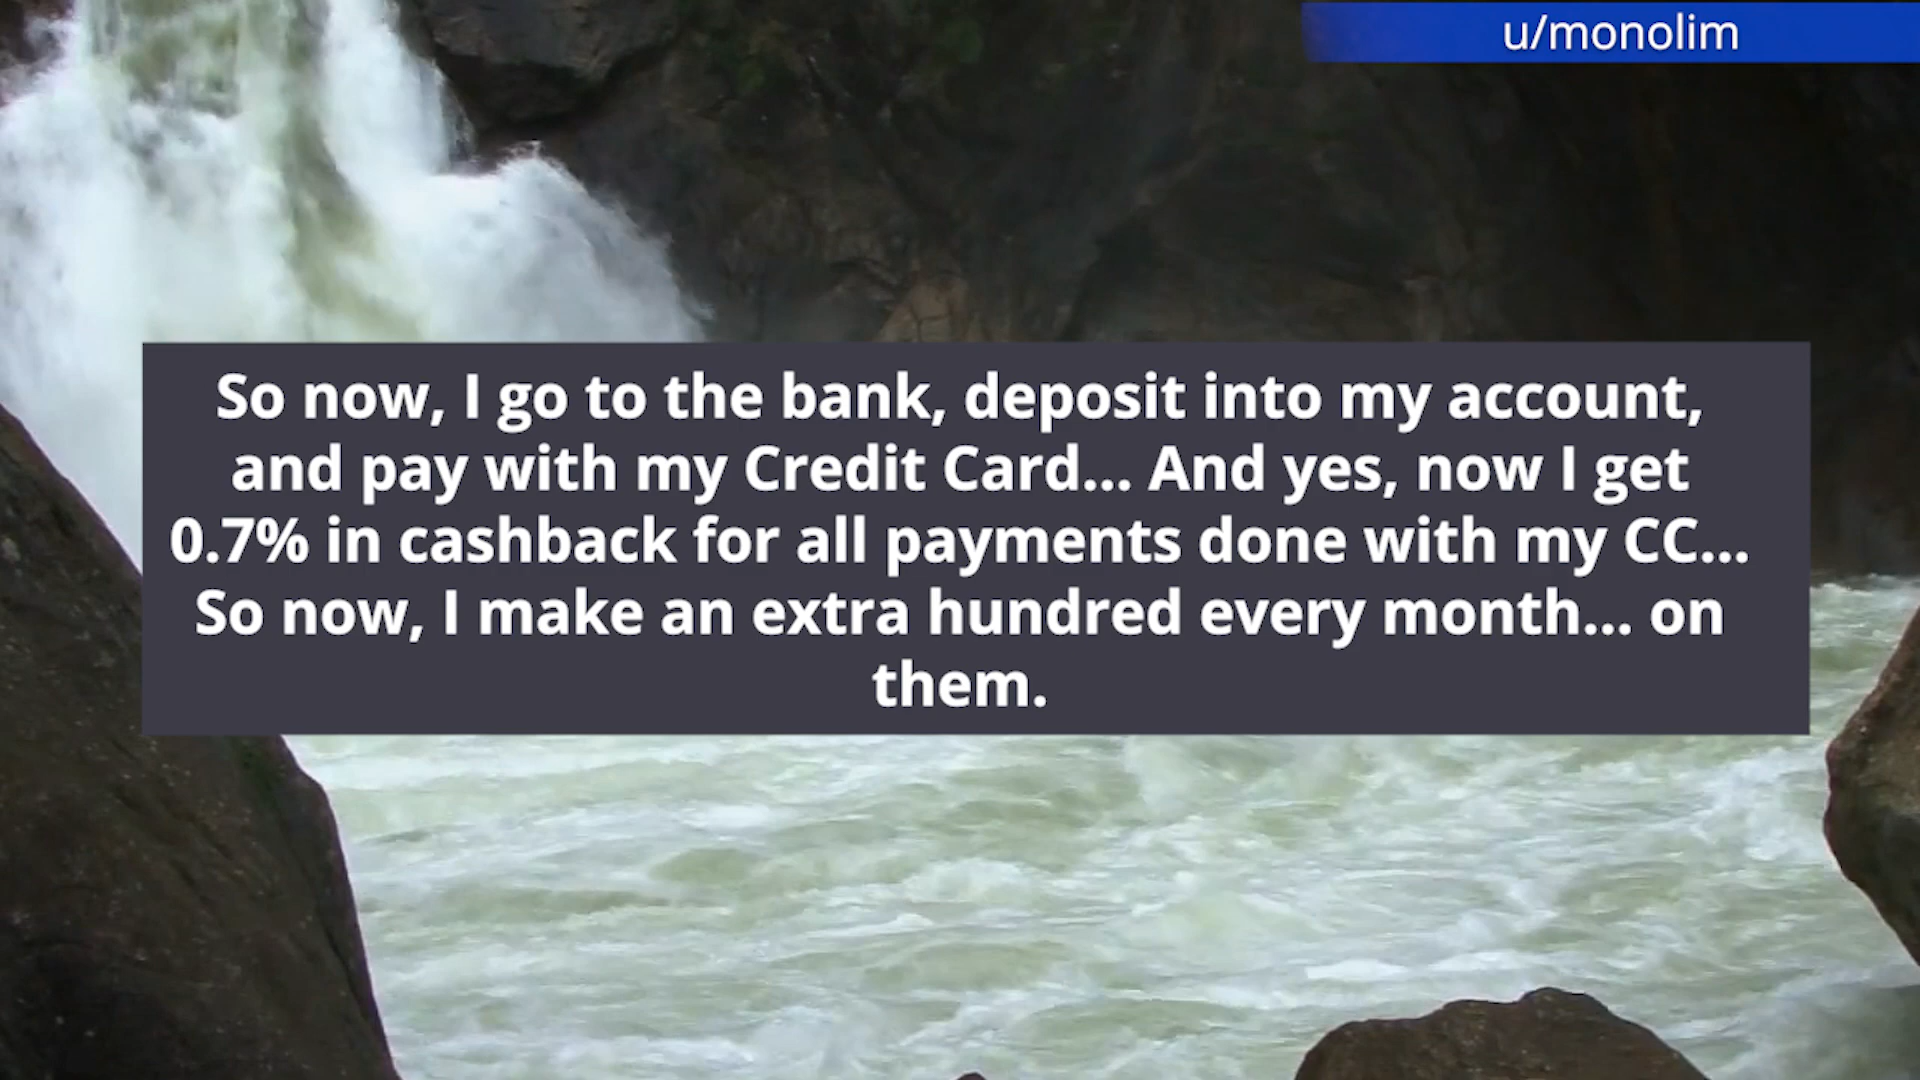 u/monolim
So now, I go to the bank, deposit into my account,
and pay with my Credit Card... And yes, now I get
0.7% in cashback for all payments done with my CC...
So now, I make an extra hundred every month... on
them.